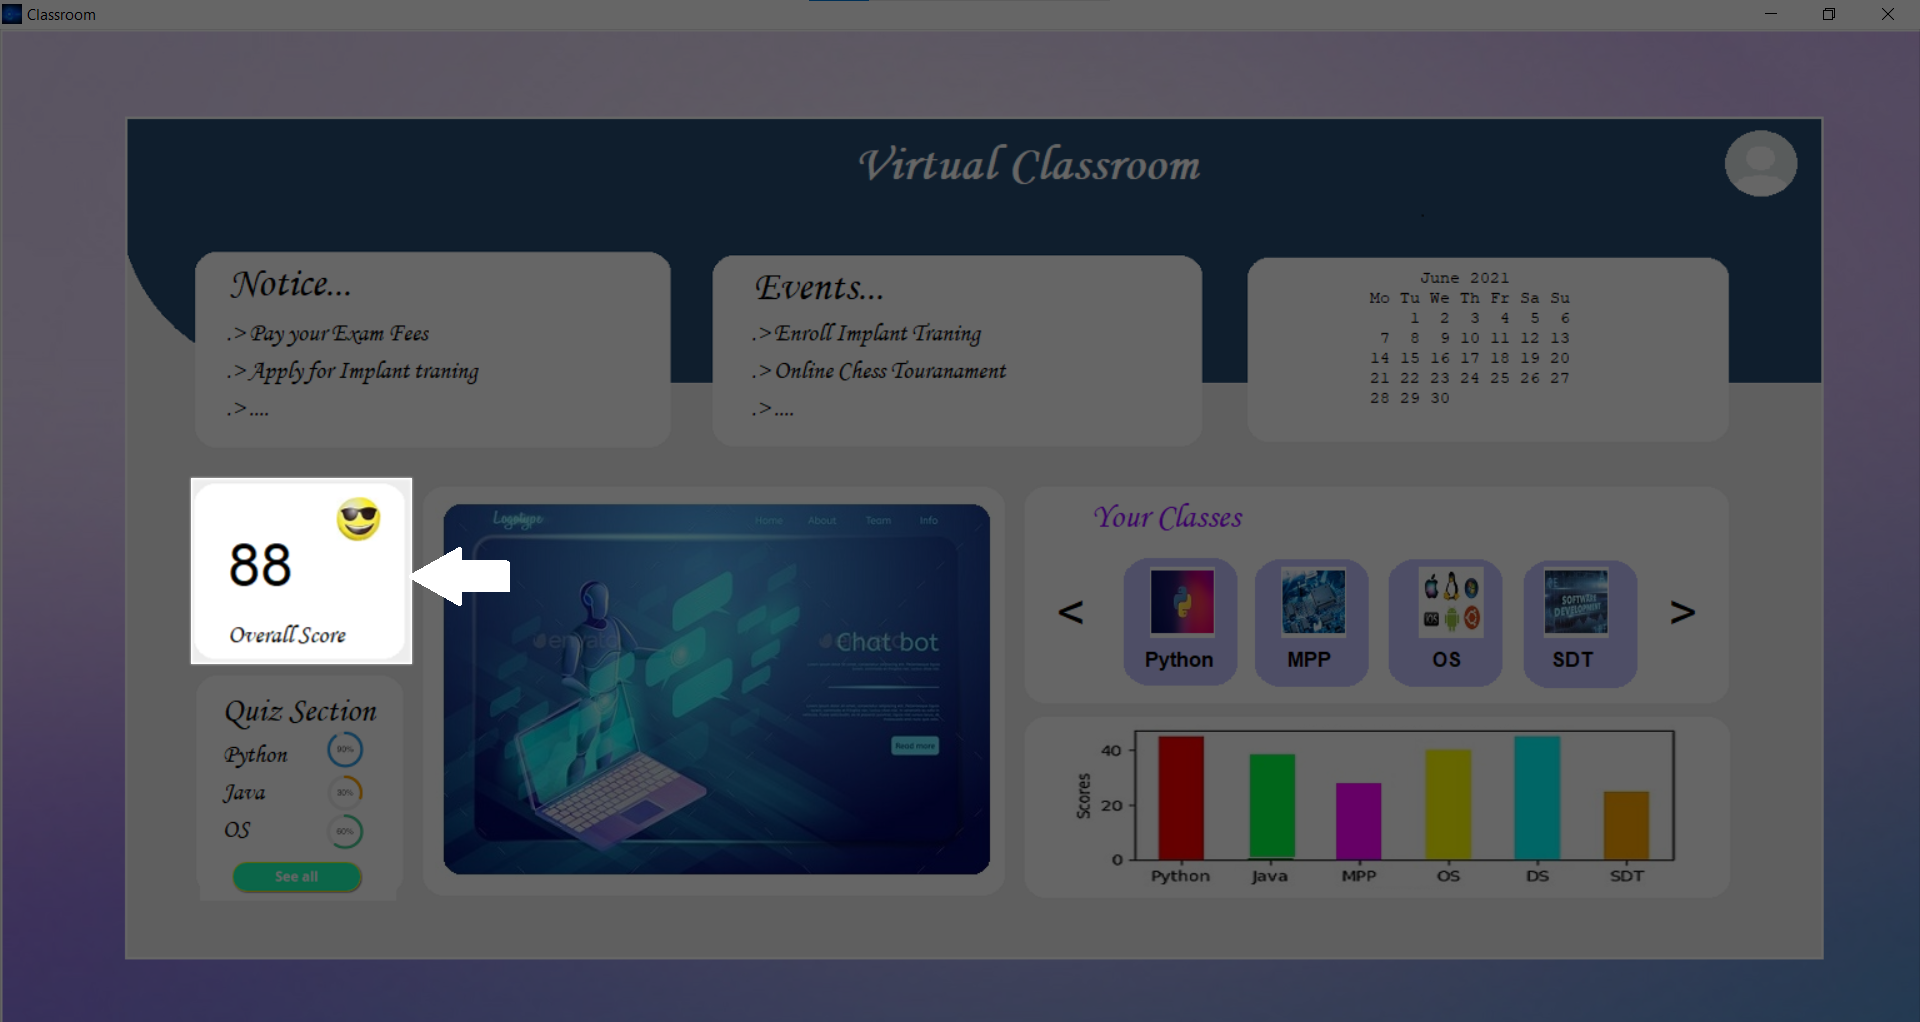 Classroom
Virtual Classroom
Notice...
.> Pay your Exam Fees
.> Apply for Implant traning
.> ....
Events...
.> Enroll Implant Traning
.> Online Chess Touranament
.> ....
June 2021
Mo Tu We Th Fr Sa Su
1 2 3 4 5 6
7 8 9 10 11 12 13
14 15 16 17 18 19 20
21 22 23 24 25 26 27
28 29 30
88
Overall Score
Quiz Section
Python 90%
Java 30%
OS 60%
See all
Logotype
Home About Team Info
envato
Chat bot
Read more
Your Classes
<
>
SOFTWARE
DEVELOPMENT
Python MPP OS SDT
Scores
40
20
0
Python Java MPP OS DS SDT